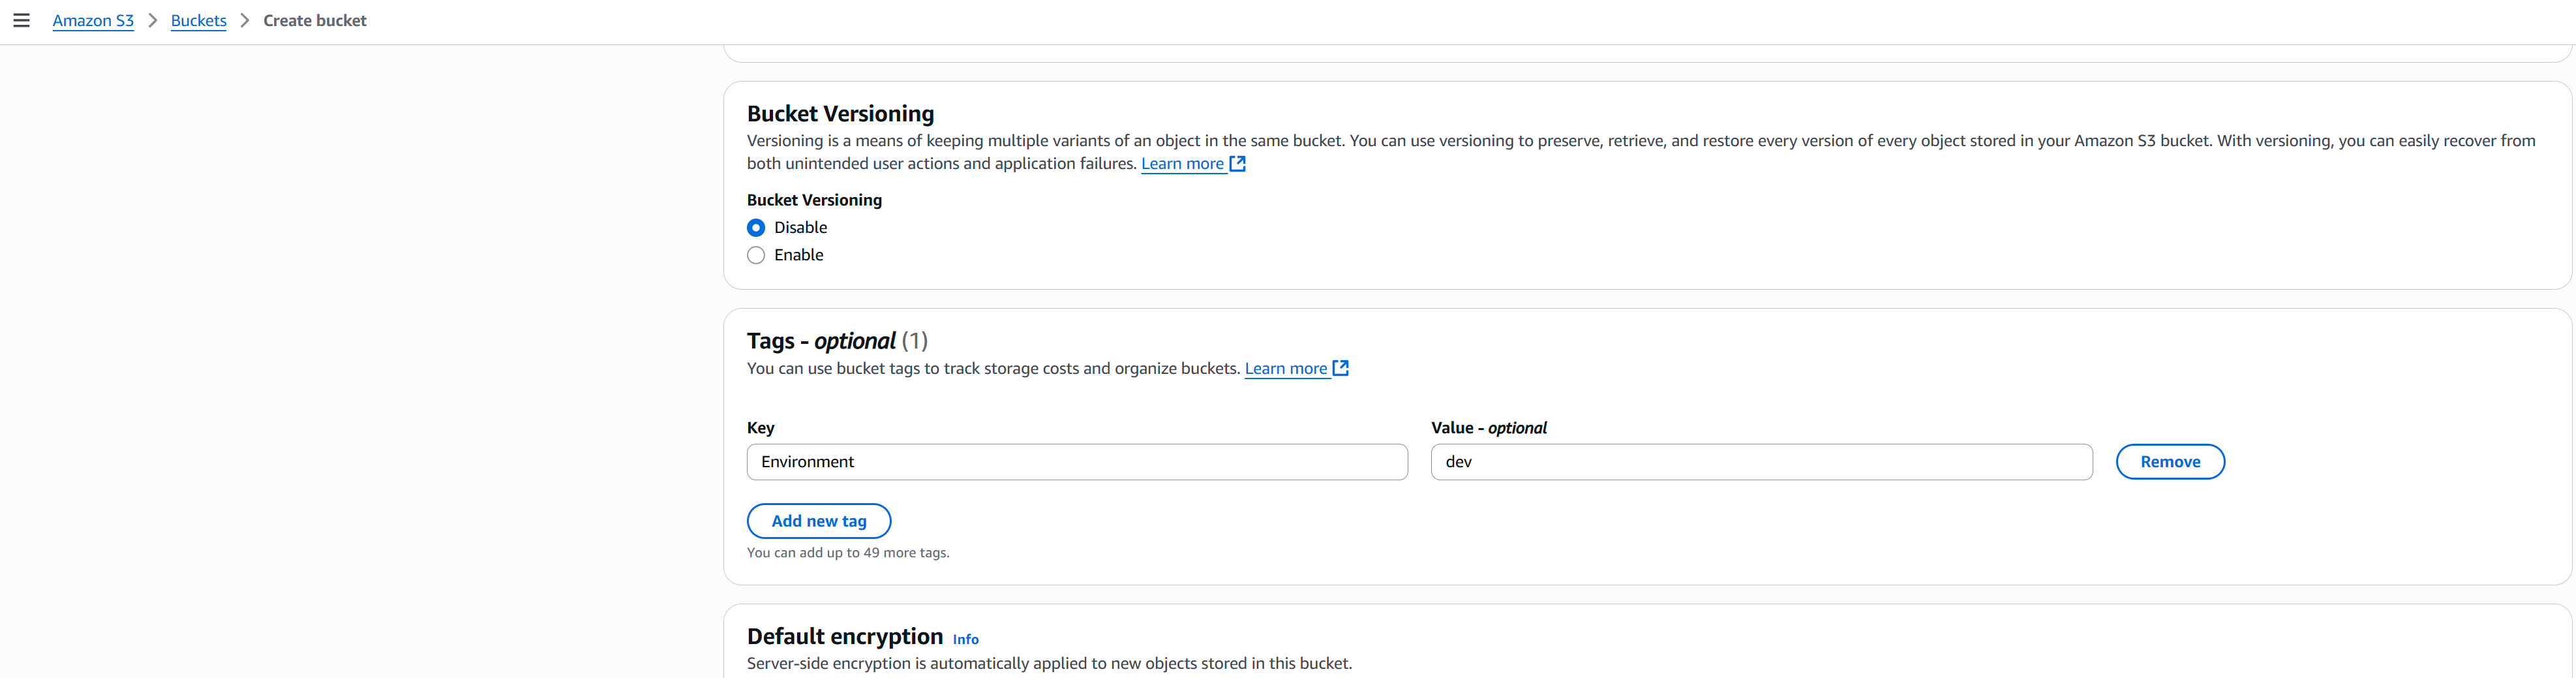 Amazon S3 > Buckets > Create bucket
Bucket Versioning
Versioning is a means of keeping multiple variants of an object in the same bucket. You can use versioning to preserve, retrieve, and restore every version of every object stored in your Amazon S3 bucket. With versioning, you can easily recover from
both unintended user actions and application failures. Learn more
Bucket Versioning
Disable
Enable
Tags - optional (1)
You can use bucket tags to track storage costs and organize buckets. Learn more
Key Value - optional
Environment dev Remove
Add new tag
You can add up to 49 more tags.
Default encryption Info
Server-side encryption is automatically applied to new objects stored in this bucket.